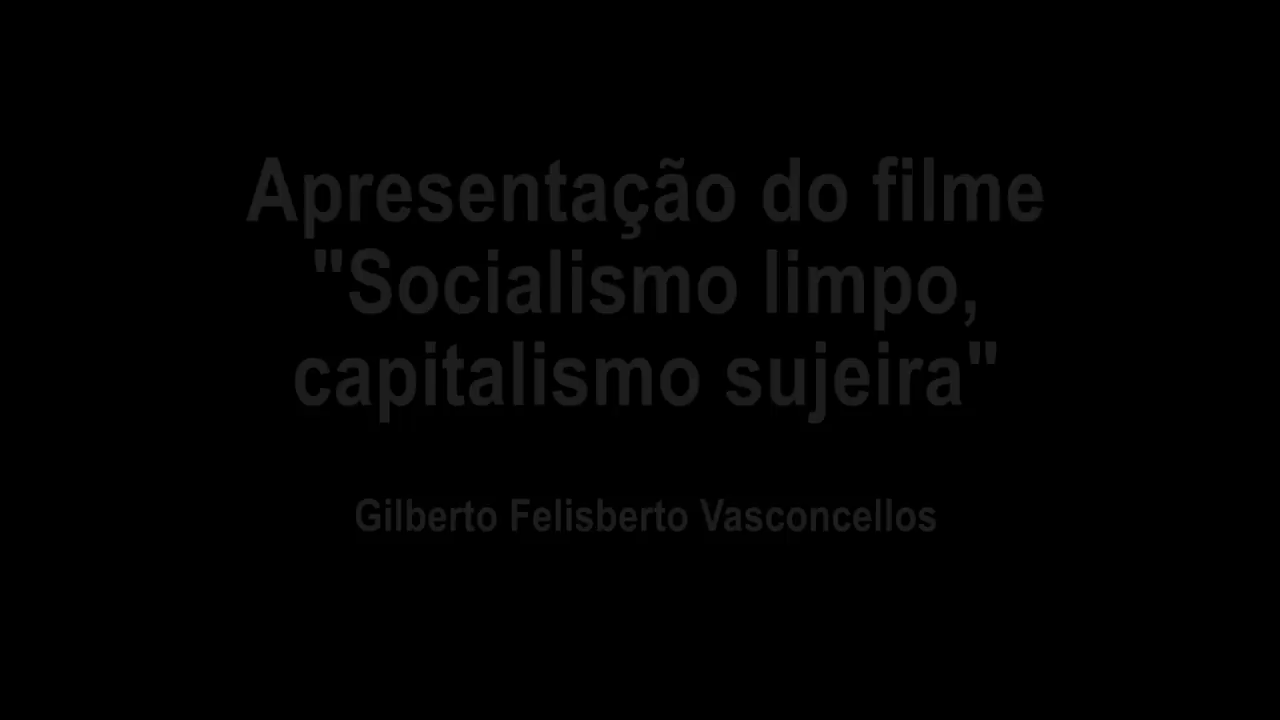 Apresentação do filme
"Socialismo limpo,
capitalismo sujeira"
Gilberto Felisberto Vasconcellos